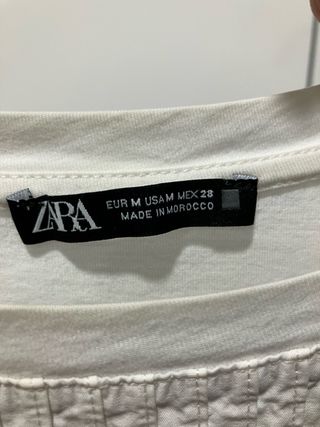 ZARA
EUR M USA M MEX 28
MADE IN MOROCCO